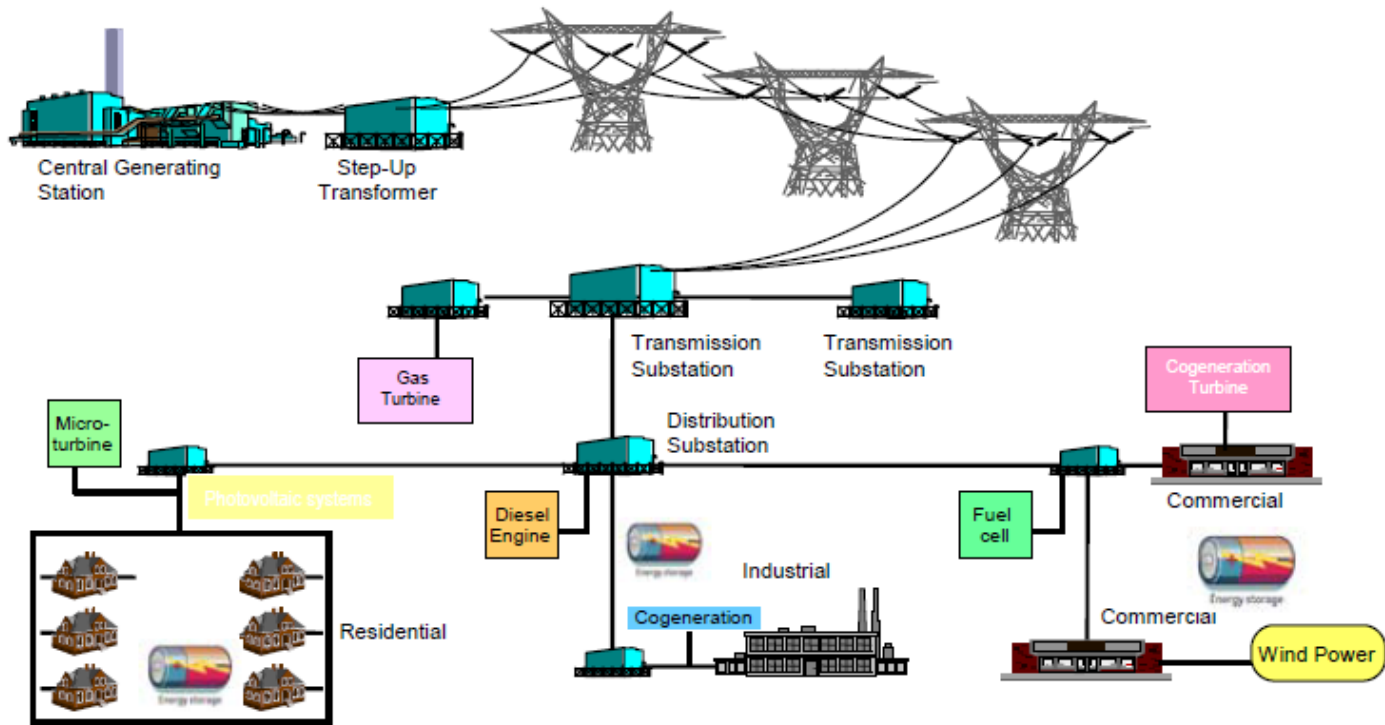 Central Generating
Station
Step-Up
Transformer
Transmission
Substation
Transmission
Substation
Gas
Turbine
Cogeneration
Turbine
Micro-
turbine
Distribution
Substation
Photovoltaic systems
Commercial
Diesel
Engine
Fuel
cell
Energy storage
Industrial
Energy storage
Cogeneration
Commercial
Residential
Wind Power
Energy storage